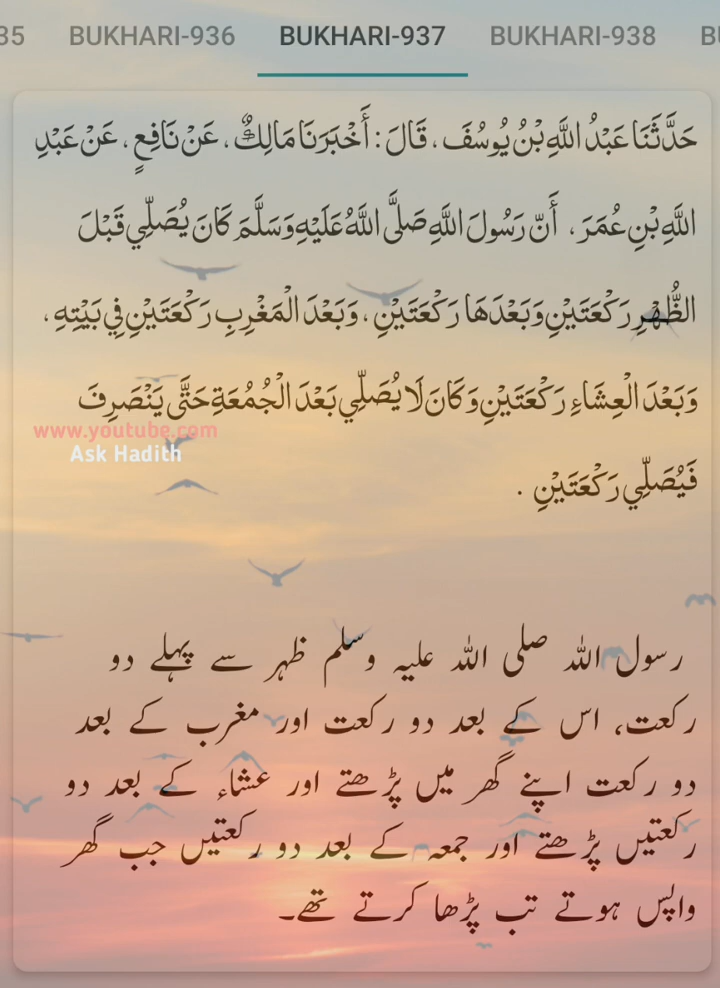 35 BUKHARI-936 BUKHARI-937 BUKHARI-938 BU
حَدَّثَنَا عَبْدُ اللَّهِ بْنُ يُوسُفَ ، قَالَ : أَخْبَرَنَا مَالِكٌ ، عَنْ نَافِعٍ ، عَنْ عَبْدِ
اللَّهِ بْنِ عُمَرَ ، أَنّ رَسُولَ اللَّهِ صَلَّى اللَّهُ عَلَيْهِ وَسَلَّمَ كَانَ يُصَلِّي قَبْلَ
الظُّهْرِ رَكْعَتَيْنِ وَبَعْدَهَا رَكْعَتَيْنِ ، وَبَعْدَ الْمَغْرِبِ رَكْعَتَيْنِ فِي بَيْتِهِ ،
وَبَعْدَ الْعِشَاءِ رَكْعَتَيْنِ وَكَانَ لَا يُصَلِّي بَعْدَ الْجُمُعَةِ حَتَّى يَنْصَرِفَ
www.youtube.com
Ask Hadith
فَيُصَلِّي رَكْعَتَيْنِ .
رسول اللہ صلی اللہ علیہ وسلم ظہر سے پہلے دو
رکعت، اس کے بعد دو رکعت اور مغرب کے بعد
دو رکعت اپنے گھر میں پڑھتے اور عشاء کے بعد دو
رکعتیں پڑھتے اور جمعہ کے بعد دو رکعتیں جب گھر
واپس ہوتے تب پڑھا کرتے تھے۔